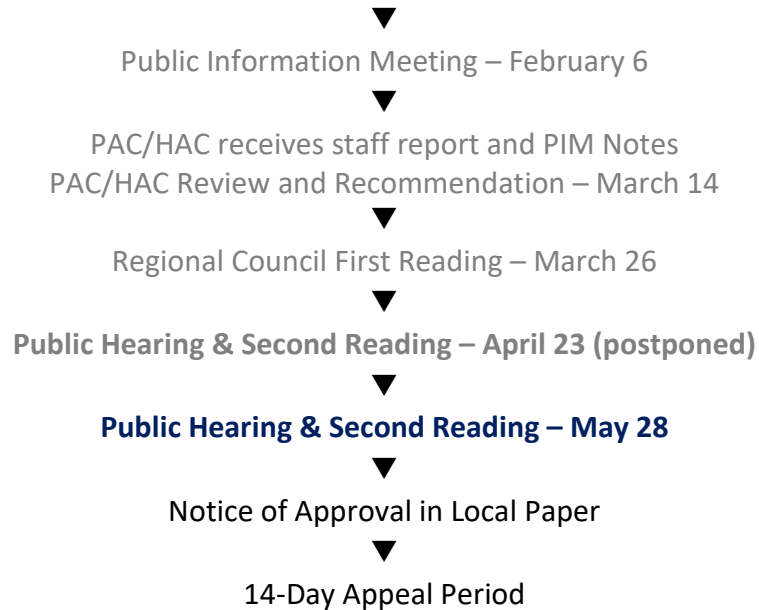 ▼
Public Information Meeting – February 6
▼
PAC/HAC receives staff report and PIM Notes
PAC/HAC Review and Recommendation – March 14
▼
Regional Council First Reading – March 26
▼
Public Hearing & Second Reading – April 23 (postponed)
▼
Public Hearing & Second Reading – May 28
▼
Notice of Approval in Local Paper
▼
14-Day Appeal Period